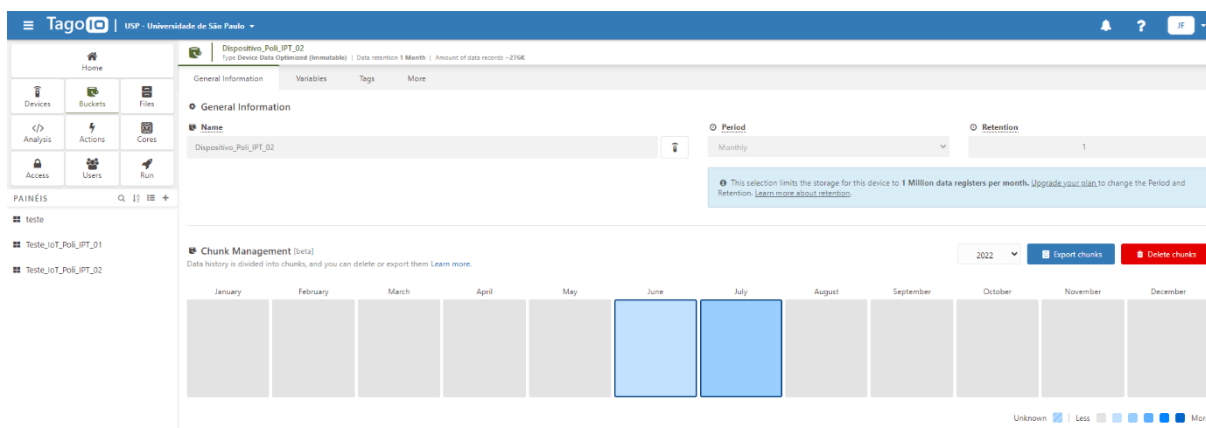 TagoIO | USP - Universidade de São Paulo
? JF
Home
Devices Buckets Files
Analysis Actions Cores
Access Users Run
PAINÉIS
teste
Teste_IoT_Poli_IPT_01
Teste_IoT_Poli_IPT_02
Dispositivo_Poli_IPT_02
Type Device Data Optimized (Immutable) | Data retention 1 Month | Amount of data records ~276K
General Information Variables Tags More
General Information
Name Period Retention
Dispositivo_Poli_IPT_02 Monthly 1
This selection limits the storage for this device to 1 Million data registers per month. Upgrade your plan to change the Period and
Retention. Learn more about retention.
Chunk Management [beta]
Data history is divided into chunks, and you can delete or export them Learn more.
2022 Export chunks Delete chunks
January February March April May June July August September October November December
Unknown | Less Mor